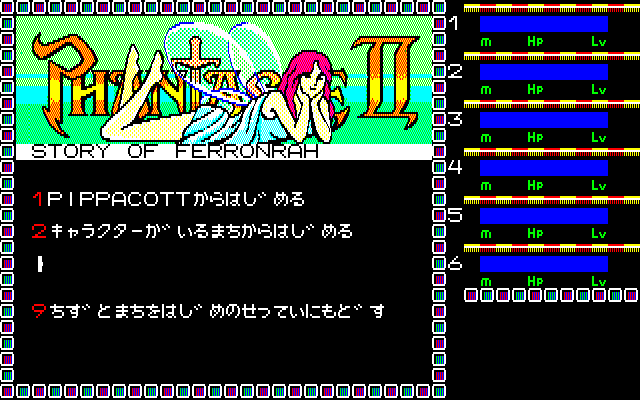 PHANTASIE II
STORY OF FERRONRAH
1 PIPPACOTTからはじめる
2 キャラクターがいるまちからはじめる
9 ちずとまちをはじめのせっていにもどす
1
m Hp Lv
2
m Hp Lv
3
m Hp Lv
4
m Hp Lv
5
m Hp Lv
6
m Hp Lv